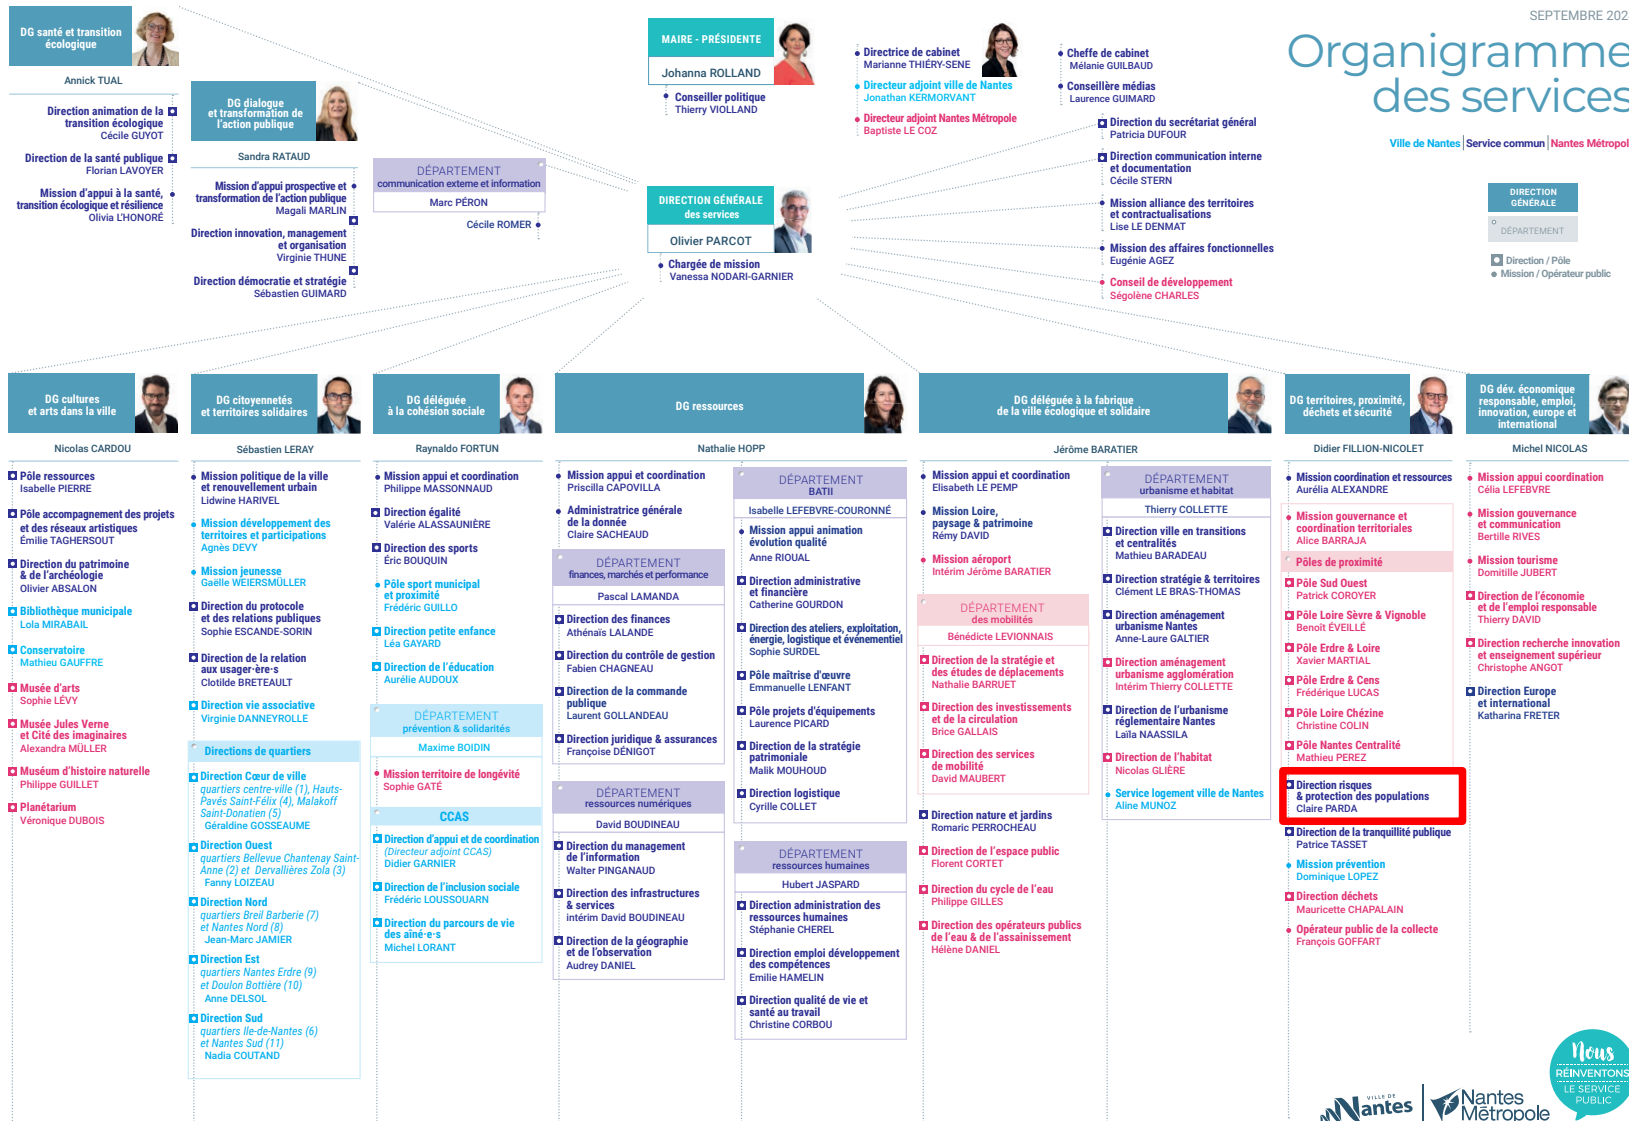 SEPTEMBRE 202
Organigramme
des services
Ville de Nantes | Service commun | Nantes Métropol
DIRECTION
GÉNÉRALE
DÉPARTEMENT
Direction / Pôle
Mission / Opérateur public
DG santé et transition
écologique
Annick TUAL
Direction animation de la
transition écologique
Cécile GUYOT
Direction de la santé publique
Florian LAVOYER
Mission d'appui à la santé,
transition écologique et résilience
Olivia L'HONORÉ
DG dialogue
et transformation de
l'action publique
Sandra RATAUD
Mission d'appui prospective et
transformation de l'action publique
Magali MARLIN
Direction innovation, management
et organisation
Virginie THUNE
Direction démocratie et stratégie
Sébastien GUIMARD
DÉPARTEMENT
communication externe et information
Marc PÉRON
Cécile ROMER
MAIRE - PRÉSIDENTE
Johanna ROLLAND
Conseiller politique
Thierry VIOLLAND
Directrice de cabinet
Marianne THIÉRY-SENE
Directeur adjoint ville de Nantes
Jonathan KERMORVANT
Directeur adjoint Nantes Métropole
Baptiste LE COZ
Cheffe de cabinet
Mélanie GUILBAUD
Conseillère médias
Laurence GUIMARD
DIRECTION GÉNÉRALE
des services
Olivier PARCOT
Chargée de mission
Vanessa NODARI-GARNIER
Direction du secrétariat général
Patricia DUFOUR
Direction communication interne
et documentation
Cécile STERN
Mission alliance des territoires
et contractualisations
Lise LE DENMAT
Mission des affaires fonctionnelles
Eugénie AGEZ
Conseil de développement
Ségolène CHARLES
DG cultures
et arts dans la ville
Nicolas CARDOU
Pôle ressources
Isabelle PIERRE
Pôle accompagnement des projets
et des réseaux artistiques
Émilie TAGHERSOUT
Direction du patrimoine
& de l'archéologie
Olivier ABSALON
Bibliothèque municipale
Lola MIRABAIL
Conservatoire
Mathieu GAUFFRE
Musée d'arts
Sophie LÉVY
Musée Jules Verne
et Cité des imaginaires
Alexandra MÜLLER
Muséum d'histoire naturelle
Philippe GUILLET
Planétarium
Véronique DUBOIS
DG citoyennetés
et territoires solidaires
Sébastien LERAY
Mission politique de la ville
et renouvellement urbain
Lidwine HARIVEL
Mission développement des
territoires et participations
Agnès DEVY
Mission jeunesse
Gaëlle WEIERSMÜLLER
Direction du protocole
et des relations publiques
Sophie ESCANDE-SORIN
Direction de la relation
aux usager·ère·s
Clotilde BRETEAULT
Direction vie associative
Virginie DANNEYROLLE
Directions de quartiers
Direction Cœur de ville
quartiers centre-ville (1), Hauts-
Pavés Saint-Félix (4), Malakoff
Saint-Donatien (5)
Géraldine GOSSEAUME
Direction Ouest
quartiers Bellevue Chantenay Saint-
Anne (2) et Dervallières Zola (3)
Fanny LOIZEAU
Direction Nord
quartiers Breil Barberie (7)
et Nantes Nord (8)
Jean-Marc JAMIER
Direction Est
quartiers Nantes Erdre (9)
et Doulon Bottière (10)
Anne DELSOL
Direction Sud
quartiers Ile-de-Nantes (6)
et Nantes Sud (11)
Nadia COUTAND
DG déléguée
à la cohésion sociale
Raynaldo FORTUN
Mission appui et coordination
Philippe MASSONNAUD
Direction égalité
Valérie ALASSAUNIÈRE
Direction des sports
Éric BOUQUIN
Pôle sport municipal
et proximité
Frédéric GUILLO
Direction petite enfance
Léa GAYARD
Direction de l'éducation
Aurélie AUDOUX
DÉPARTEMENT
prévention & solidarités
Maxime BOIDIN
Mission territoire de longévité
Sophie GATÉ
CCAS
Direction d'appui et de coordination
(Directeur adjoint CCAS)
Didier GARNIER
Direction de l'inclusion sociale
Frédéric LOUSSOUARN
Direction du parcours de vie
des aîné·e·s
Michel LORANT
DG ressources
Nathalie HOPP
Mission appui et coordination
Priscilla CAPOVILLA
Administratrice générale
de la donnée
Claire SACHEAUD
DÉPARTEMENT
finances, marchés et performance
Pascal LAMANDA
Direction des finances
Athénaïs LALANDE
Direction du contrôle de gestion
Fabien CHAGNEAU
Direction de la commande
publique
Laurent GOLLANDEAU
Direction juridique & assurances
Françoise DÉNIGOT
DÉPARTEMENT
ressources numériques
David BOUDINEAU
Direction du management
de l'information
Walter PINGANAUD
Direction des infrastructures
& services
intérim David BOUDINEAU
Direction de la géographie
et de l'observation
Audrey DANIEL
DÉPARTEMENT
BATII
Isabelle LEFEBVRE-COURONNÉ
Mission appui animation
évolution qualité
Anne RIOUAL
Direction administrative
et financière
Catherine GOURDON
Direction des ateliers, exploitation,
énergie, logistique et événementiel
Sophie SURDEL
Pôle maîtrise d'œuvre
Emmanuelle LENFANT
Pôle projets d'équipements
Laurence PICARD
Direction de la stratégie
patrimoniale
Malik MOUHOUD
Direction logistique
Cyrille COLLET
DÉPARTEMENT
ressources humaines
Hubert JASPARD
Direction administration des
ressources humaines
Stéphanie CHEREL
Direction emploi développement
des compétences
Emilie HAMELIN
Direction qualité de vie et
santé au travail
Christine CORBOU
DG déléguée à la fabrique
de la ville écologique et solidaire
Jérôme BARATIER
Mission appui et coordination
Elisabeth LE PEMP
Mission Loire,
paysage & patrimoine
Rémy DAVID
Mission aéroport
Intérim Jérôme BARATIER
DÉPARTEMENT
des mobilités
Bénédicte LEVIONNAIS
Direction de la stratégie et
des études de déplacements
Nathalie BARRUET
Direction des investissements
et de la circulation
Brice GALLAIS
Direction des services
de mobilité
David MAUBERT
Direction nature et jardins
Romaric PERROCHEAU
Direction de l'espace public
Florent CORTET
Direction du cycle de l'eau
Philippe GILLES
Direction des opérateurs publics
de l'eau & de l'assainissement
Hélène DANIEL
DÉPARTEMENT
urbanisme et habitat
Thierry COLLETTE
Direction ville en transitions
et centralités
Mathieu BARADEAU
Direction stratégie & territoires
Clément LE BRAS-THOMAS
Direction aménagement
urbanisme Nantes
Anne-Laure GALTIER
Direction aménagement
urbanisme agglomération
Intérim Thierry COLLETTE
Direction de l'urbanisme
réglementaire Nantes
Laïla NAASSILA
Direction de l'habitat
Nicolas GLIÈRE
Service logement ville de Nantes
Aline MUNOZ
DG territoires, proximité,
déchets et sécurité
Didier FILLION-NICOLET
Mission coordination et ressources
Aurélia ALEXANDRE
Mission gouvernance et
coordination territoriales
Alice BARRAJA
Pôles de proximité
Pôle Sud Ouest
Patrick COROYER
Pôle Loire Sèvre & Vignoble
Benoît ÉVEILLÉ
Pôle Erdre & Loire
Xavier MARTIAL
Pôle Erdre & Cens
Frédérique LUCAS
Pôle Loire Chézine
Christine COLIN
Pôle Nantes Centralité
Mathieu PEREZ
Direction risques
& protection des populations
Claire PARDA
Direction de la tranquillité publique
Patrice TASSET
Mission prévention
Dominique LOPEZ
Direction déchets
Mauricette CHAPALAIN
Opérateur public de la collecte
François GOFFART
DG dév. économique
responsable, emploi,
innovation, europe et
international
Michel NICOLAS
Mission appui coordination
Célia LEFEBVRE
Mission gouvernance
et communication
Bertille RIVES
Mission tourisme
Domitille JUBERT
Direction de l'économie
et de l'emploi responsable
Thierry DAVID
Direction recherche innovation
et enseignement supérieur
Christophe ANGOT
Direction Europe
et international
Katharina FRETER
VILLE DE
Nantes
Nantes
Métropole
Nous
RÉINVENTONS
LE SERVICE
PUBLIC